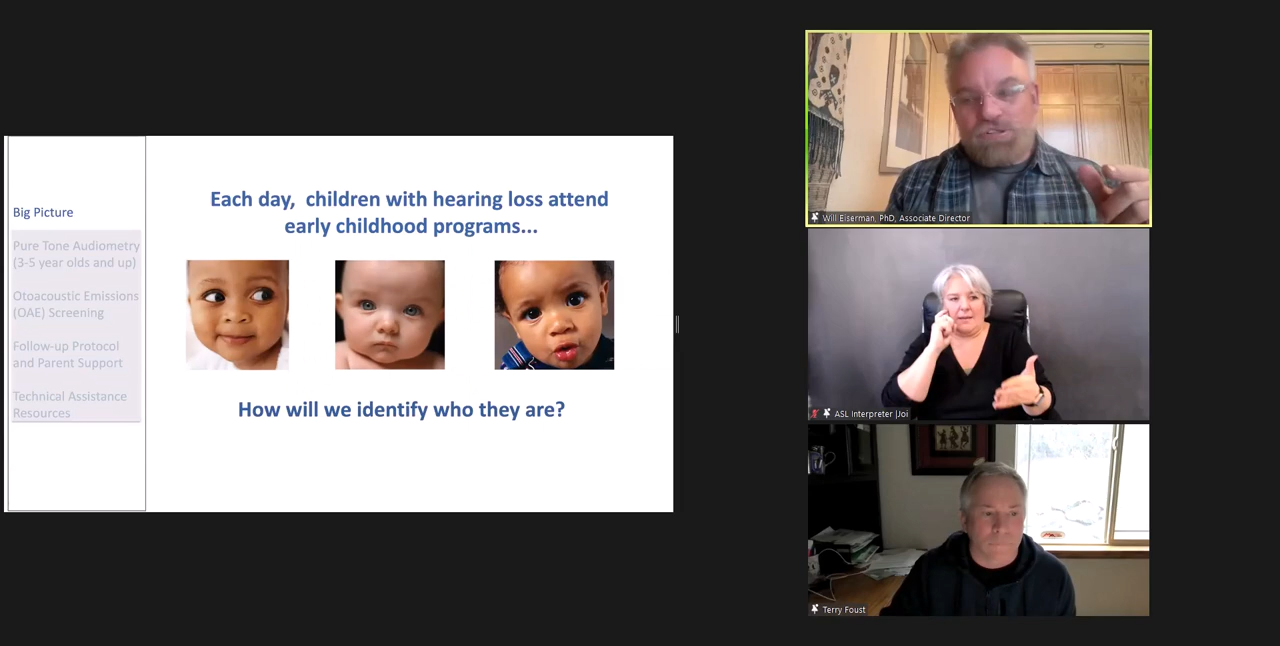 Big Picture
Pure Tone Audiometry
(3-5 year olds and up)
Otoacoustic Emissions
(OAE) Screening
Follow-up Protocol
and Parent Support
Technical Assistance
Resources
Each day,  children with hearing loss attend
early childhood programs...
How will we identify who they are?
Will Eiserman, PhD, Associate Director
ASL Interpreter |Joi
Terry Foust